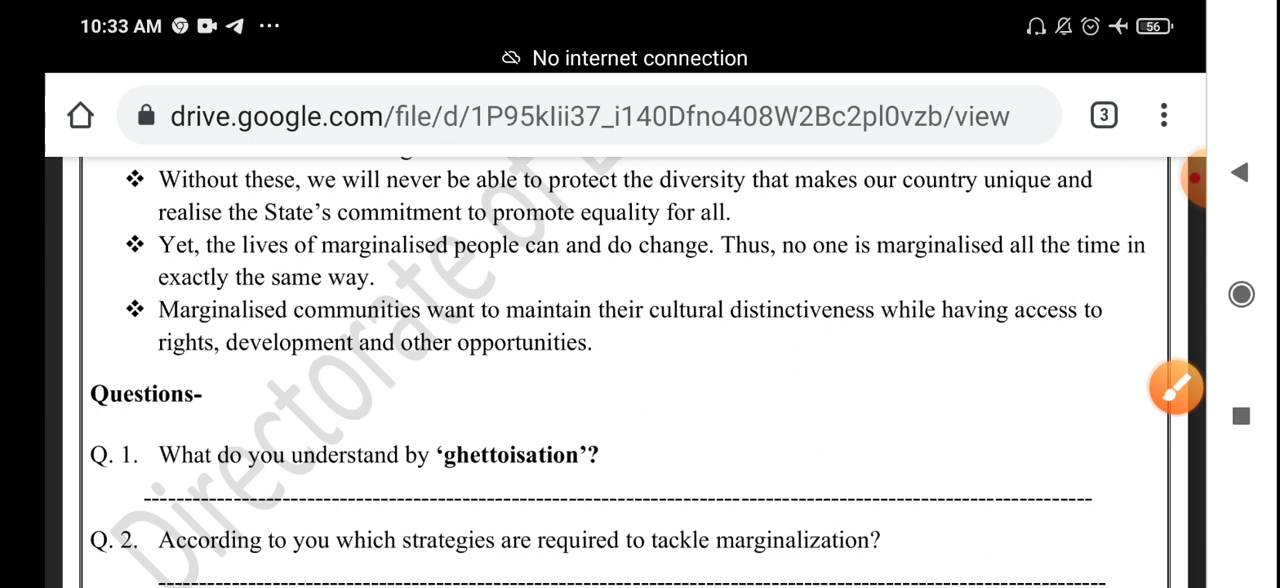 10:33 AM ...
56
No internet connection
drive.google.com/file/d/1P95klii37_i140Dfno408W2Bc2pl0vzb/view
3
❖ Without these, we will never be able to protect the diversity that makes our country unique and
realise the State’s commitment to promote equality for all.
❖ Yet, the lives of marginalised people can and do change. Thus, no one is marginalised all the time in
exactly the same way.
❖ Marginalised communities want to maintain their cultural distinctiveness while having access to
rights, development and other opportunities.
Questions-
Q. 1. What do you understand by ‘ghettoisation’?
Q. 2. According to you which strategies are required to tackle marginalization?
Directorate of